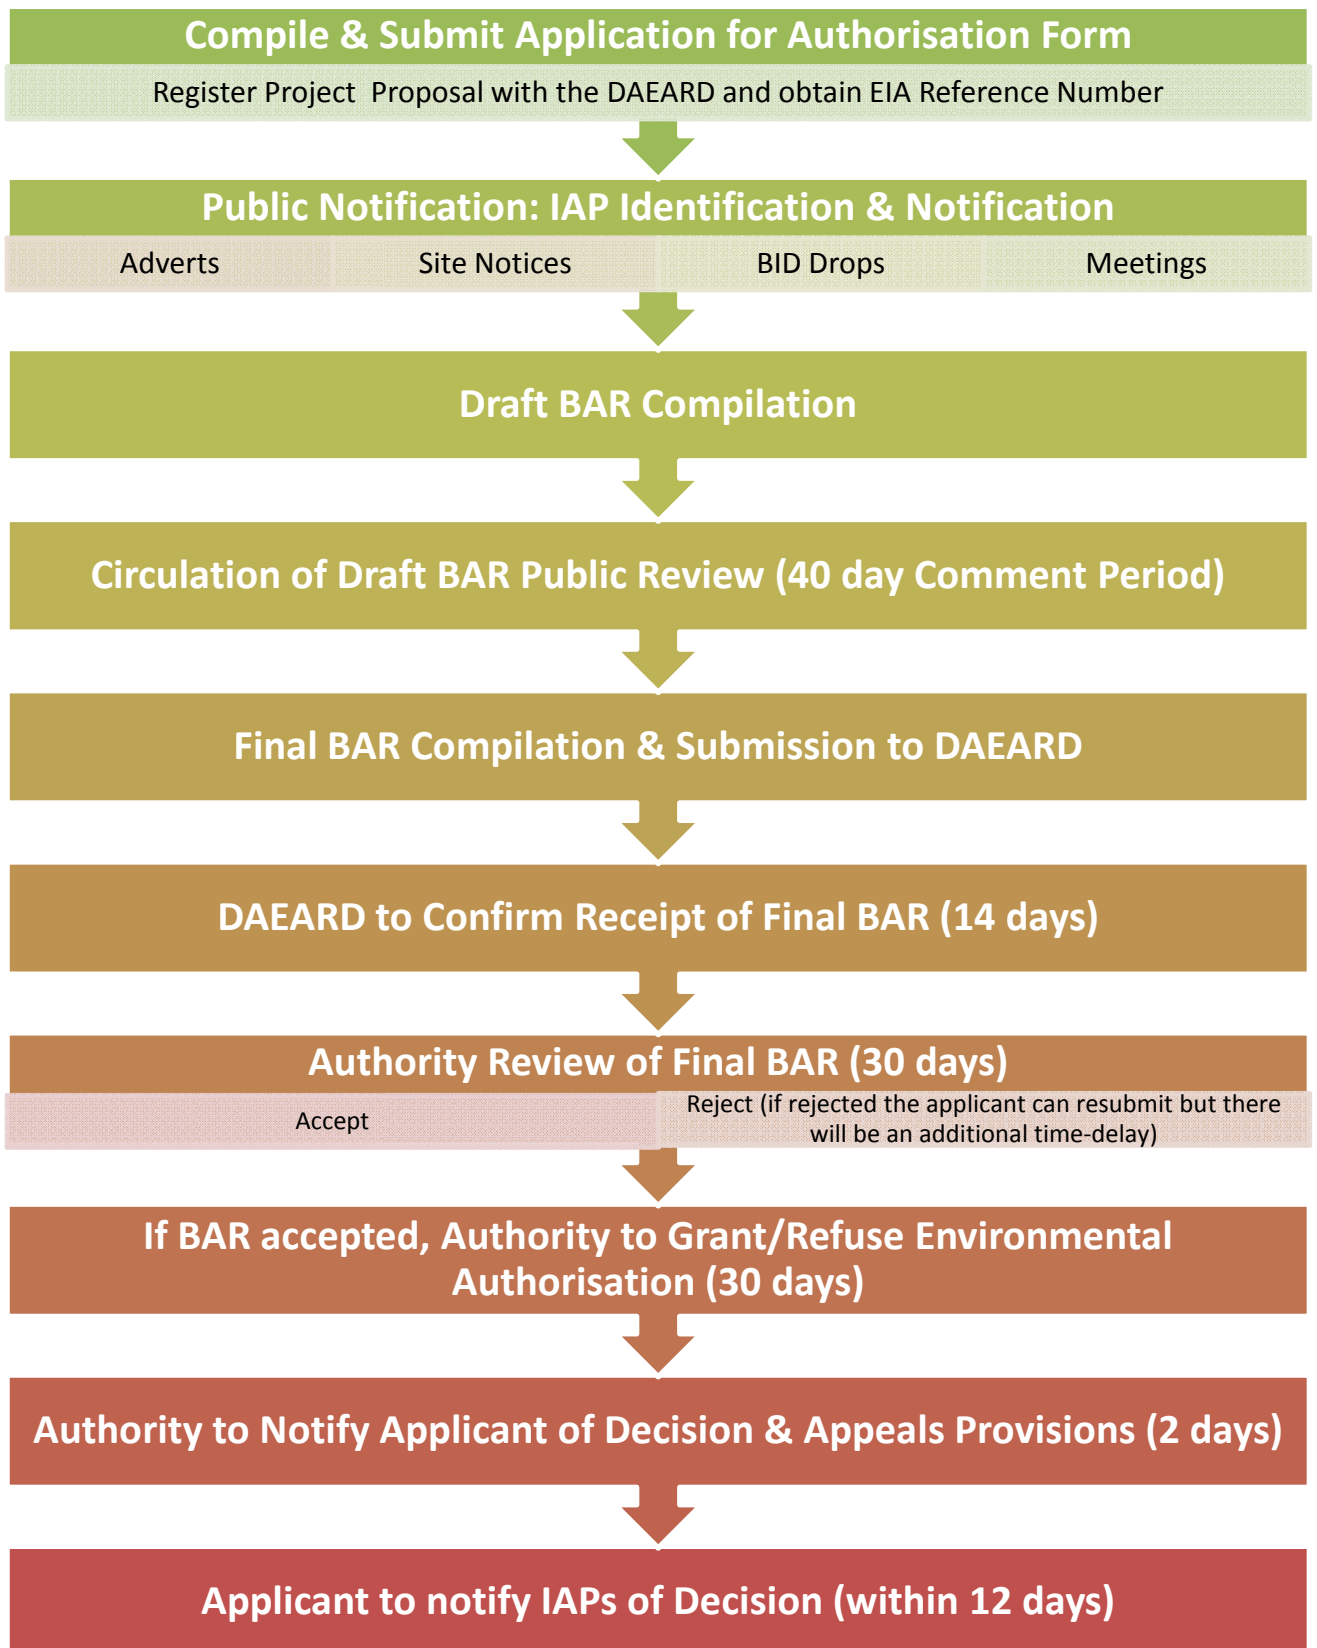 Compile & Submit Application for Authorisation Form
Register Project  Proposal with the DAEARD and obtain EIA Reference Number
Public Notification: IAP Identification & Notification
Adverts
Site Notices
BID Drops
Meetings
Draft BAR Compilation
Circulation of Draft BAR Public Review (40 day Comment Period)
Final BAR Compilation & Submission to DAEARD
DAEARD to Confirm Receipt of Final BAR (14 days)
Authority Review of Final BAR (30 days)
Accept
Reject (if rejected the applicant can resubmit but there
will be an additional time-delay)
If BAR accepted, Authority to Grant/Refuse Environmental
Authorisation (30 days)
Authority to Notify Applicant of Decision & Appeals Provisions (2 days)
Applicant to notify IAPs of Decision (within 12 days)